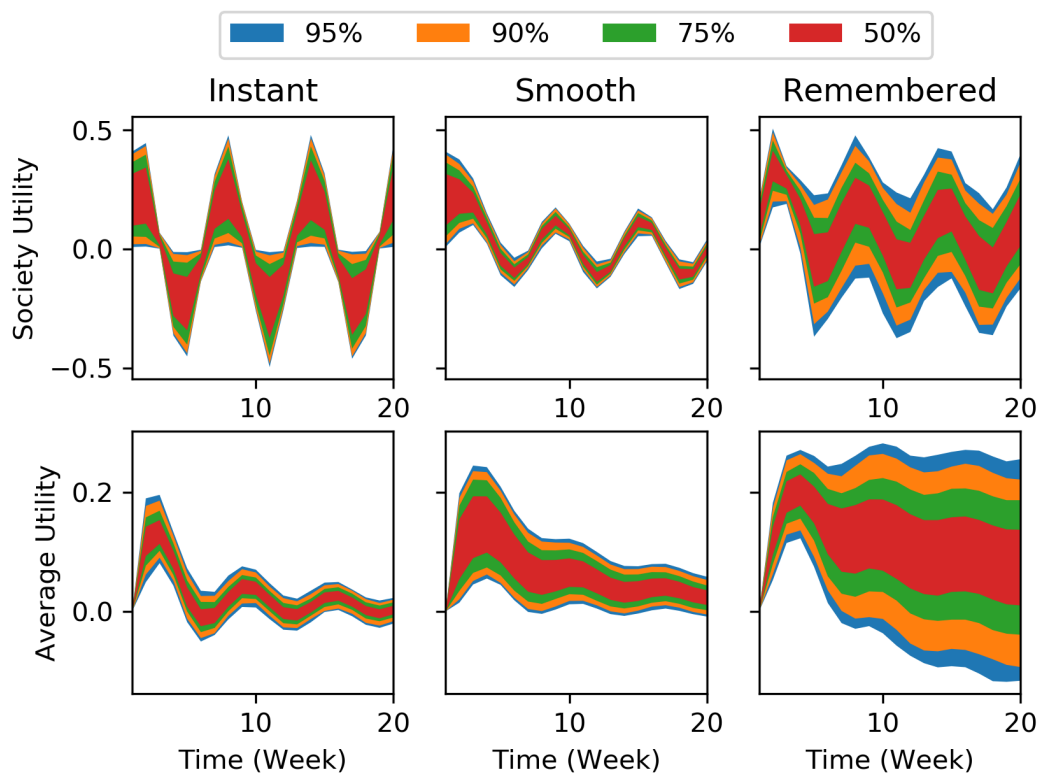 95% 90% 75% 50%
Instant Smooth Remembered
Society Utility
0.5
0.0
−0.5
10 20 10 20 10 20
Average Utility
0.2
0.0
10 20 10 20 10 20
Time (Week) Time (Week) Time (Week)